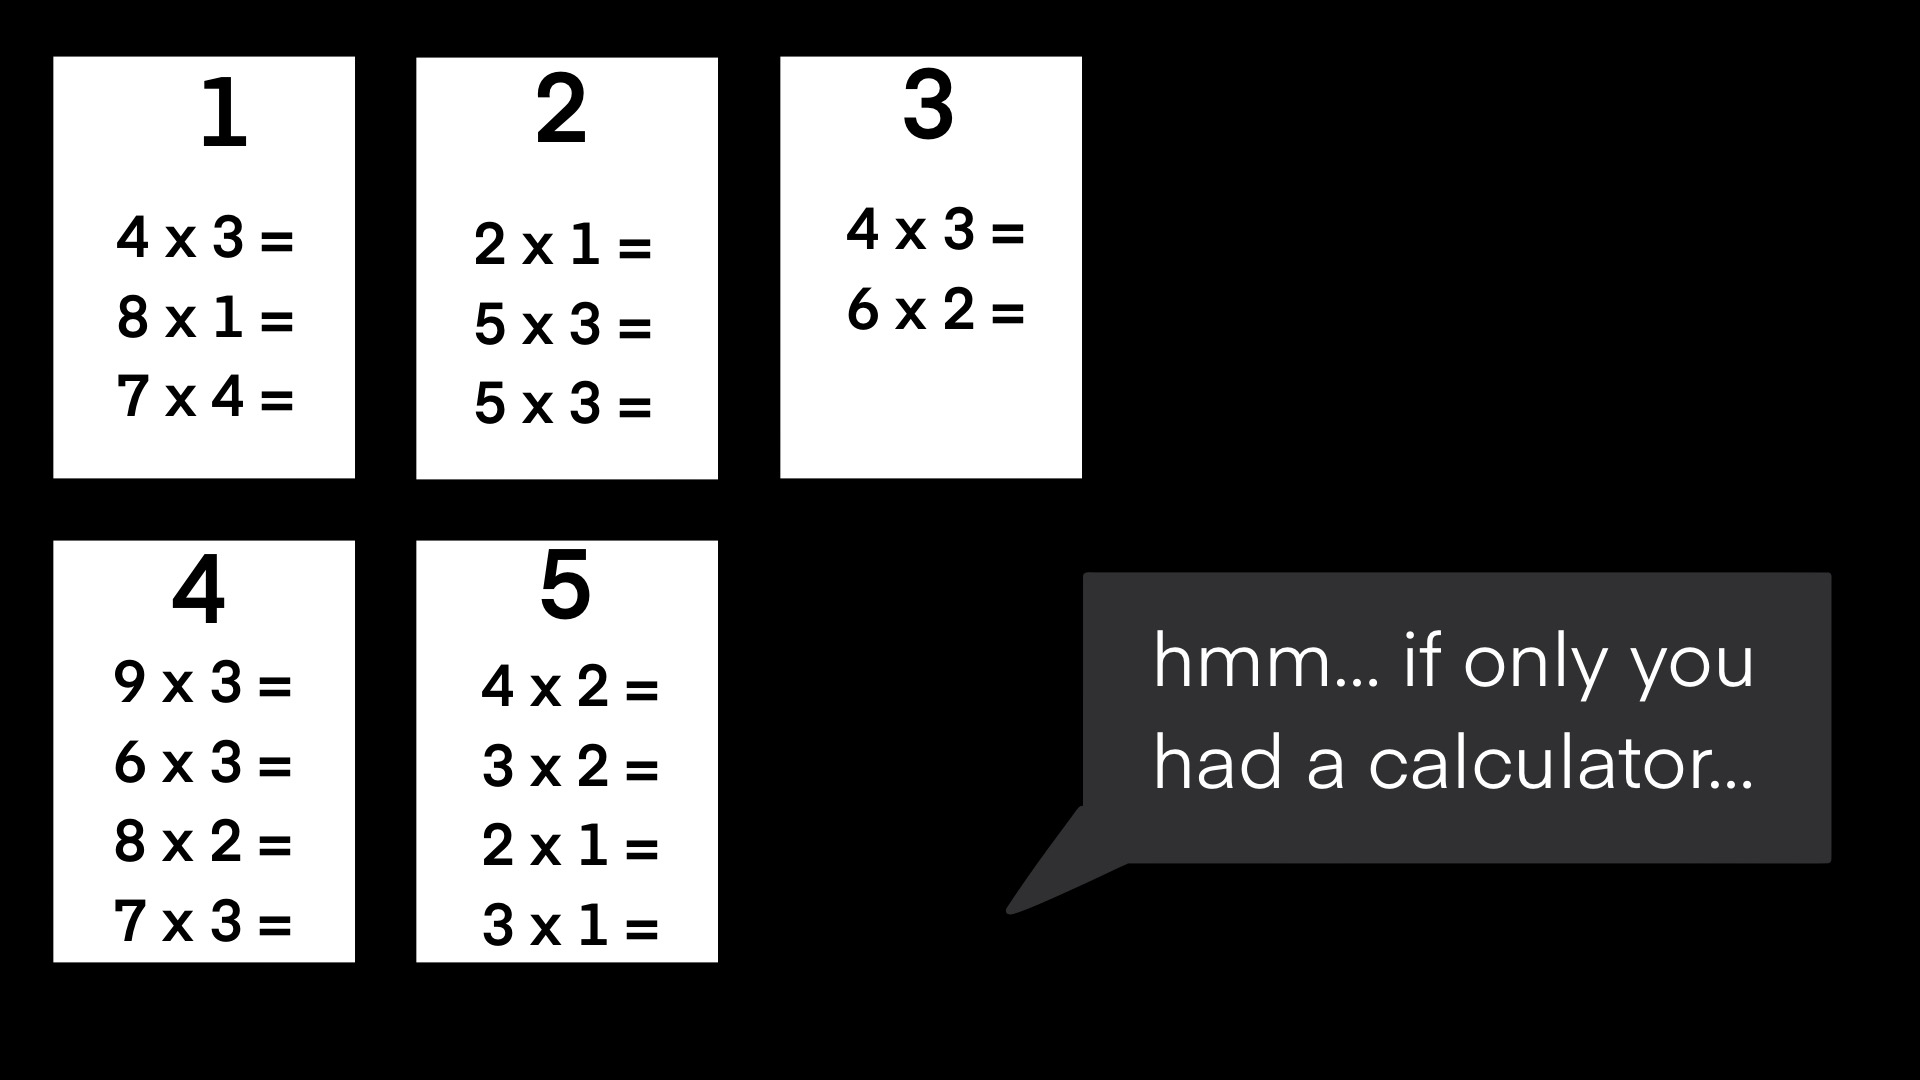 1
4 x 3 =
8 x 1 =
7 x 4 =
2
2 x 1 =
5 x 3 =
5 x 3 =
3
4 x 3 =
6 x 2 =
4
9 x 3 =
6 x 3 =
8 x 2 =
7 x 3 =
5
4 x 2 =
3 x 2 =
2 x 1 =
3 x 1 =
hmm... if only you
had a calculator...